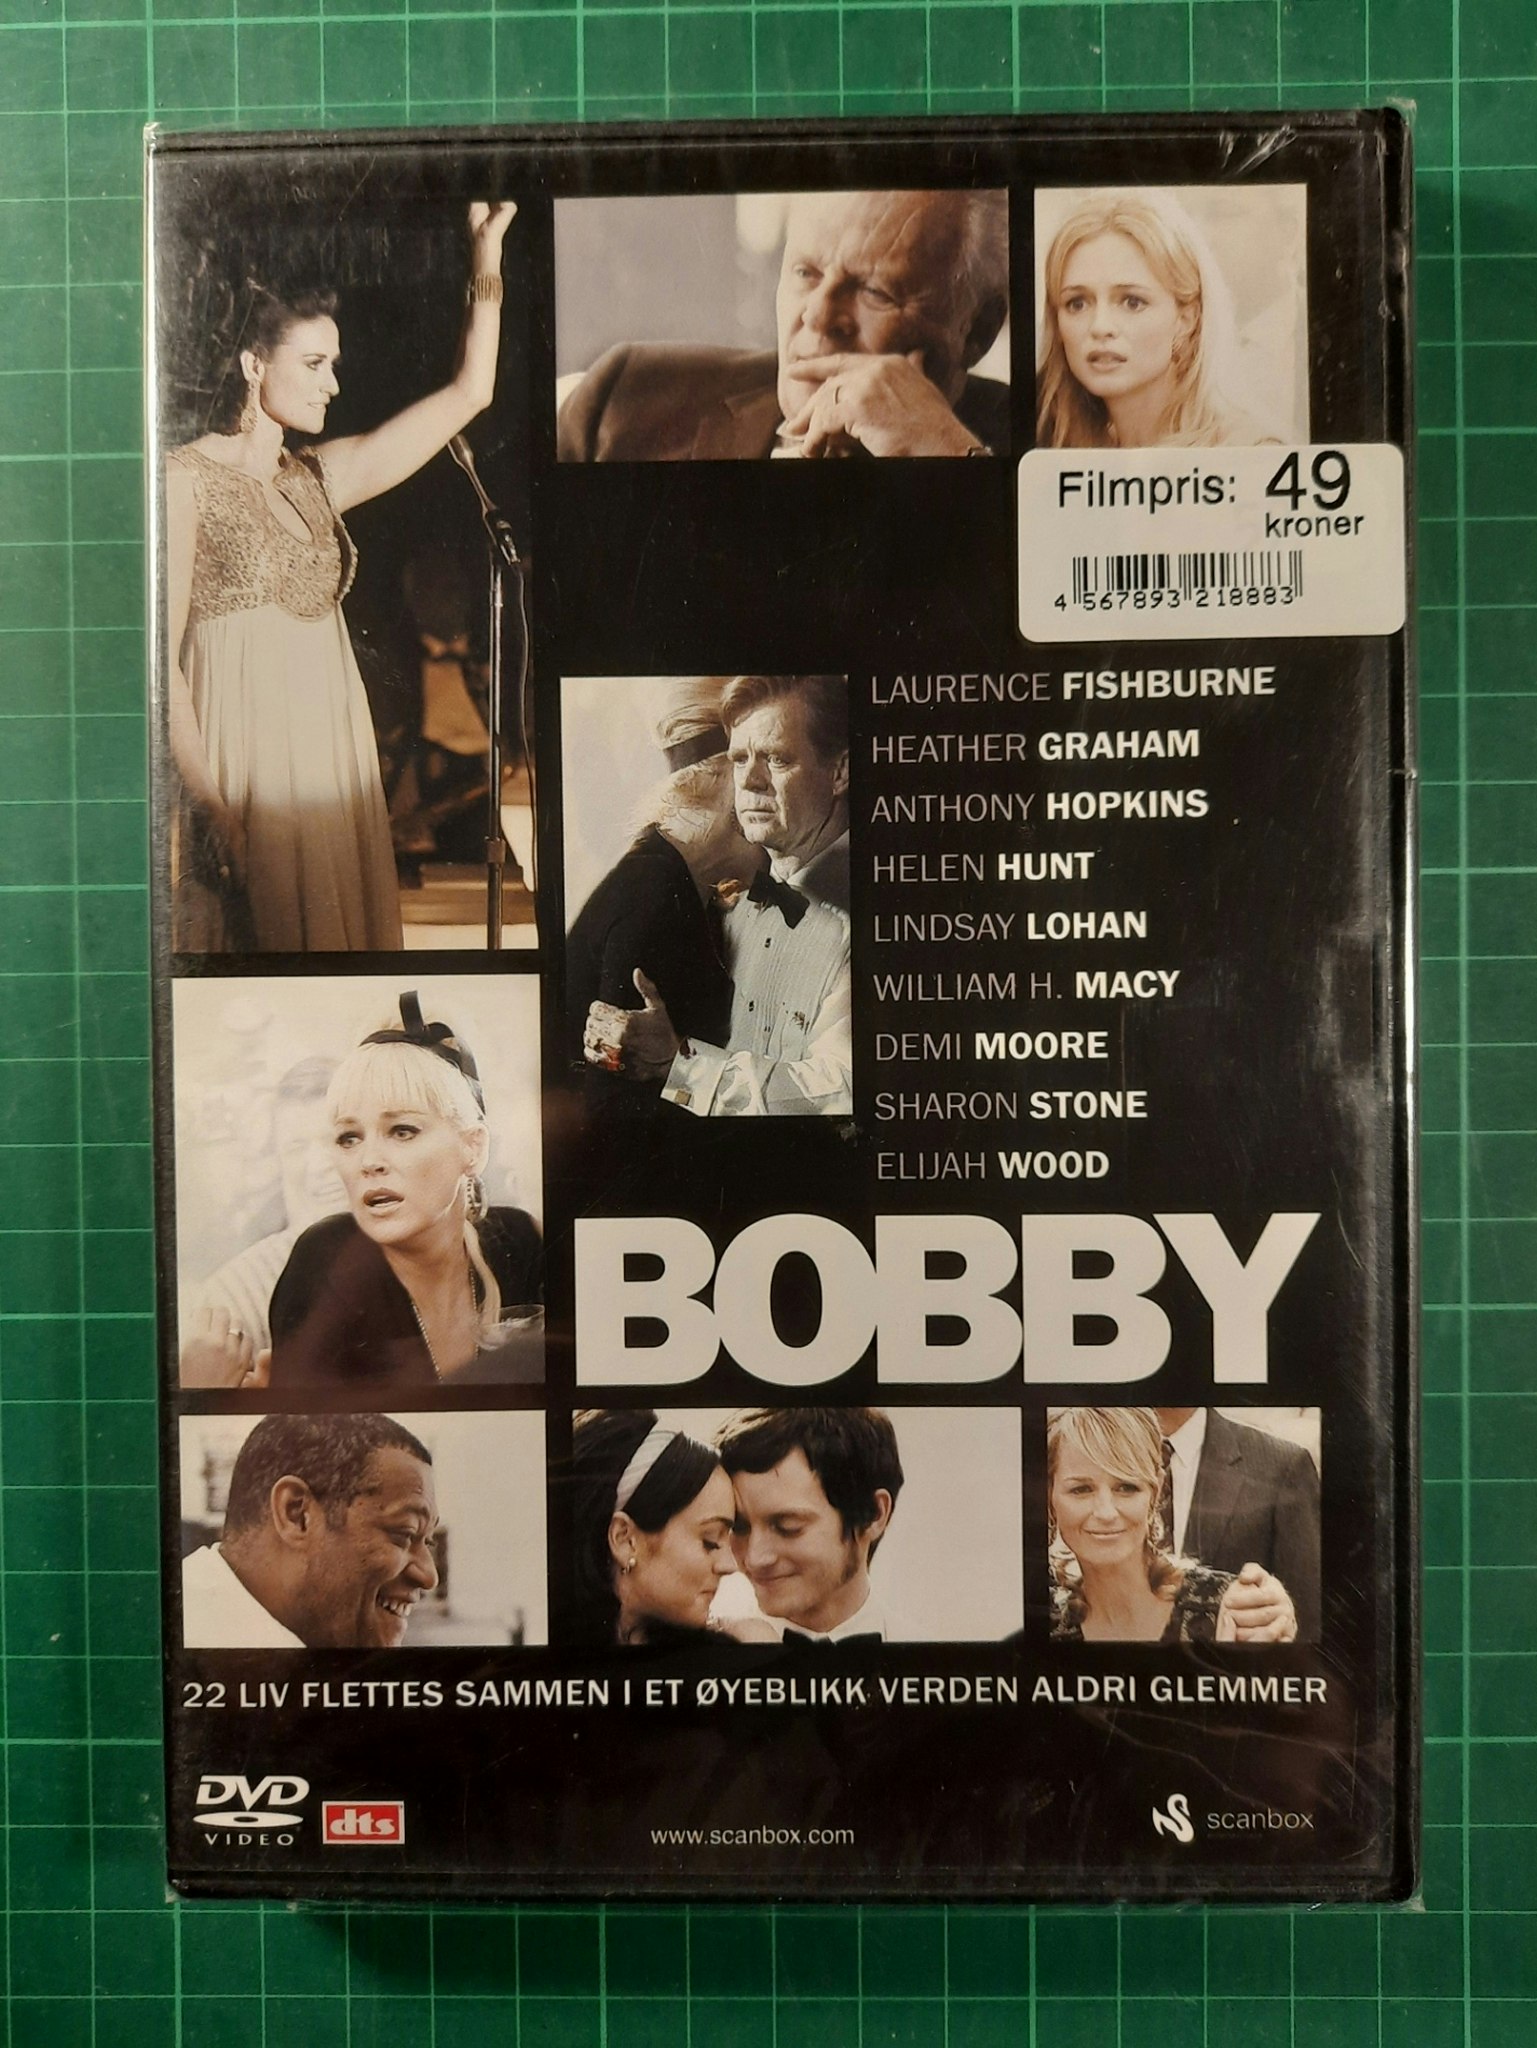 Filmpris: 49
kroner
4 567893 218883
LAURENCE FISHBURNE
HEATHER GRAHAM
ANTHONY HOPKINS
HELEN HUNT
LINDSAY LOHAN
WILLIAM H. MACY
DEMI MOORE
SHARON STONE
ELIJAH WOOD
BOBBY
22 LIV FLETTES SAMMEN I ET ØYEBLIKK VERDEN ALDRI GLEMMER
DVD
VIDEO
dts
www.scanbox.com
scanbox